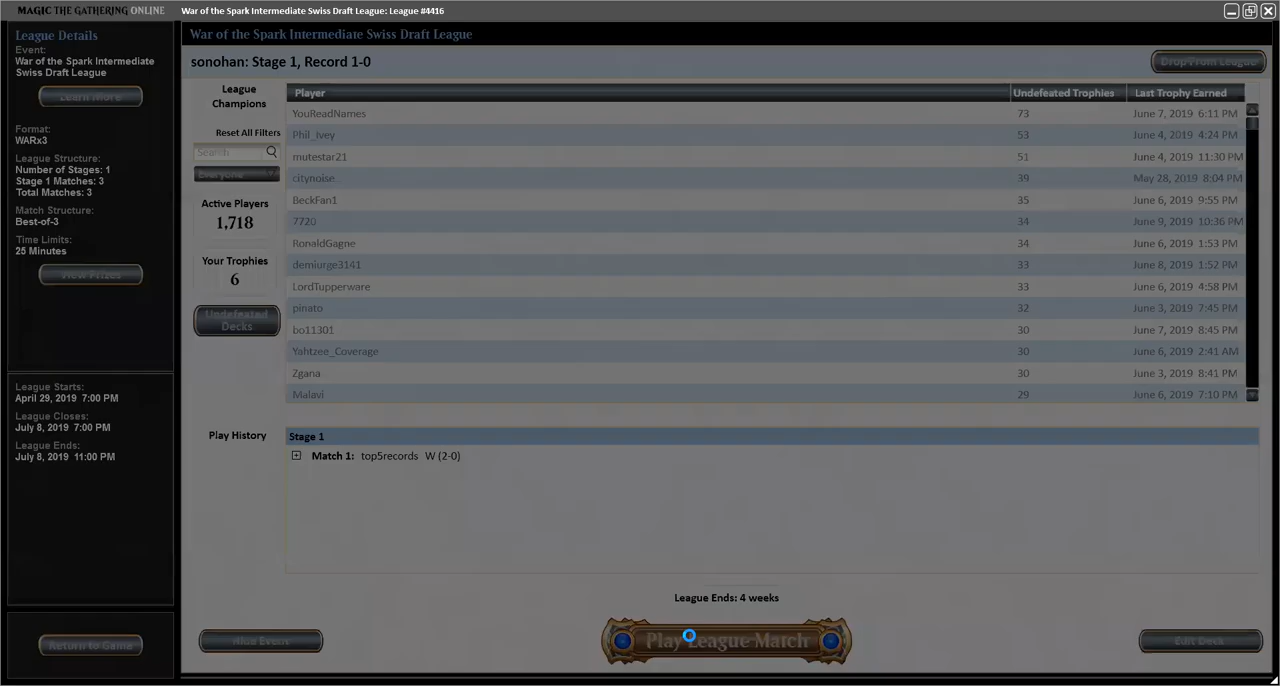 MAGIC THE GATHERING ONLINE
War of the Spark Intermediate Swiss Draft League: League #4416
League Details
Event:
War of the Spark Intermediate
Swiss Draft League
Learn More
Format:
WARx3
League Structure:
Number of Stages: 1
Stage 1 Matches: 3
Total Matches: 3
Match Structure:
Best-of-3
Time Limits:
25 Minutes
View Prizes
League Starts:
April 29, 2019 7:00 PM
League Closes:
July 8, 2019 7:00 PM
League Ends:
July 8, 2019 11:00 PM
Return to Game
War of the Spark Intermediate Swiss Draft League
sonohan: Stage 1, Record 1-0
Drop From League
League
Champions
Reset All Filters
Search
Everyone
Active Players
1,718
Your Trophies
6
Undefeated
Decks
Player Undefeated Trophies Last Trophy Earned
YouReadNames 73 June 7, 2019 6:11 PM
Phil_Ivey 53 June 4, 2019 4:24 PM
mutestar21 51 June 4, 2019 11:30 PM
citynoise_ 39 May 28, 2019 8:04 PM
BeckFan1 35 June 6, 2019 9:55 PM
7720 34 June 9, 2019 10:36 PM
RonaldGagne 34 June 6, 2019 1:53 PM
demiurge3141 33 June 8, 2019 1:52 PM
LordTupperware 33 June 6, 2019 4:58 PM
pinato 32 June 3, 2019 7:45 PM
bo11301 30 June 7, 2019 8:45 PM
Yahtzee_Coverage 30 June 6, 2019 2:41 AM
Zgana 30 June 3, 2019 8:41 PM
Malavi 29 June 6, 2019 7:10 PM
Play History
Stage 1
Match 1: top5records W (2-0)
League Ends: 4 weeks
Hide Event
Play League Match
Edit Deck